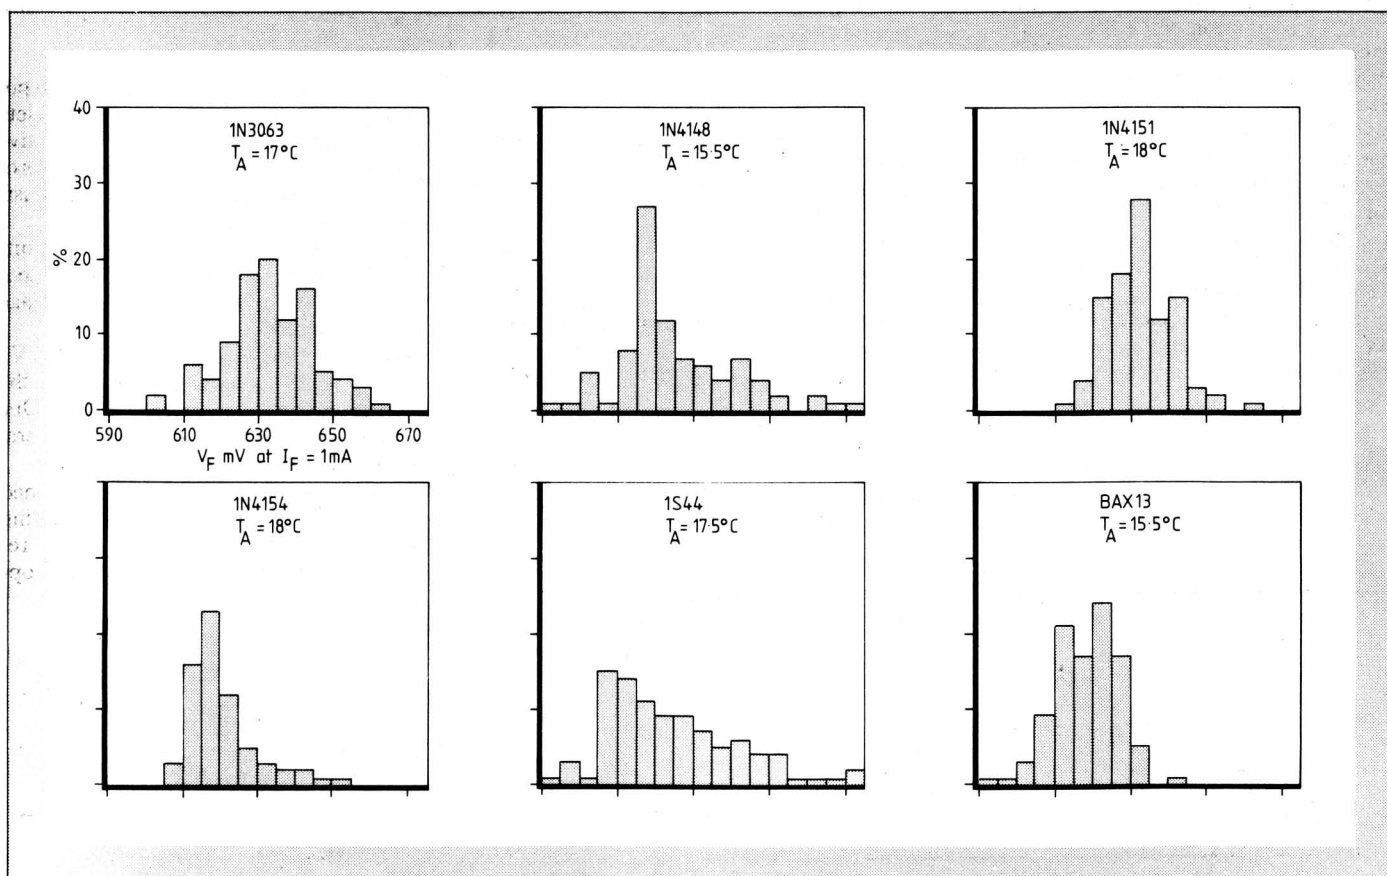 1N3063
T_A = 17°C
40
30
20
10
0
%
590 610 630 650 670
V_F mV at I_F = 1mA
1N4148
T_A = 15·5°C
1N4151
T_A = 18°C
1N4154
T_A = 18°C
1S44
T_A = 17·5°C
BAX13
T_A = 15·5°C